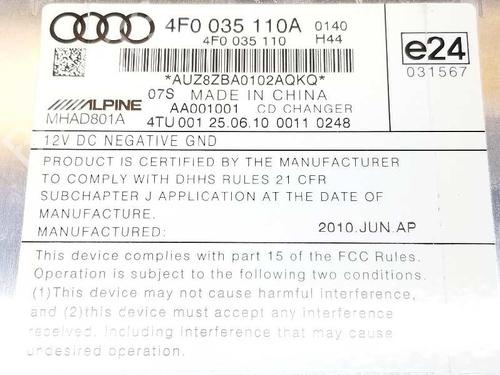 4F0 035 110A 0140
4F0 035 110 H44
e24
031567
*AUZ8ZBA0102AQKQ*
07S MADE IN CHINA
ALPINE AA001001 CD CHANGER
MHAD801A 4TU 001 25.06.10 0011 0248
12V DC NEGATIVE GND
PRODUCT IS CERTIFIED BY THE MANUFACTURER
TO COMPLY WITH DHHS RULES 21 CFR
SUBCHAPTER J APPLICATION AT THE DATE OF
MANUFACTURE.
MANUFACTURED: 2010.JUN.AP
This device complies with part 15 of the FCC Rules.
Operation is subject to the following two conditions.
(1)This device may not cause harmful interference,
and (2)this device must accept any interference
received, including Interference that may cause
undesired operation.